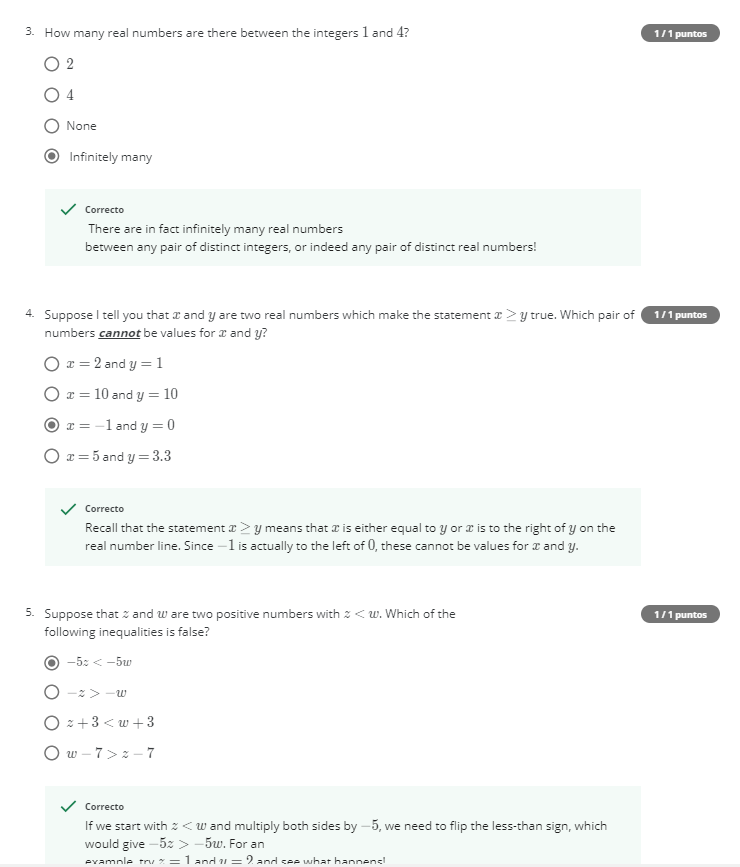 3. How many real numbers are there between the integers 1 and 4?
1 / 1 puntos
2
4
None
Infinitely many
Correcto
There are in fact infinitely many real numbers
between any pair of distinct integers, or indeed any pair of distinct real numbers!
4. Suppose I tell you that x and y are two real numbers which make the statement x ≥ y true. Which pair of
1 / 1 puntos
numbers cannot be values for x and y?
x = 2 and y = 1
x = 10 and y = 10
x = −1 and y = 0
x = 5 and y = 3.3
Correcto
Recall that the statement x ≥ y means that x is either equal to y or x is to the right of y on the
real number line. Since −1 is actually to the left of 0, these cannot be values for x and y.
5. Suppose that z and w are two positive numbers with z < w. Which of the
1 / 1 puntos
following inequalities is false?
−5z < −5w
−z > −w
z + 3 < w + 3
w − 7 > z − 7
Correcto
If we start with z < w and multiply both sides by −5, we need to flip the less-than sign, which
would give −5z > −5w. For an
example, try z = 1 and y = 2 and see what happens!